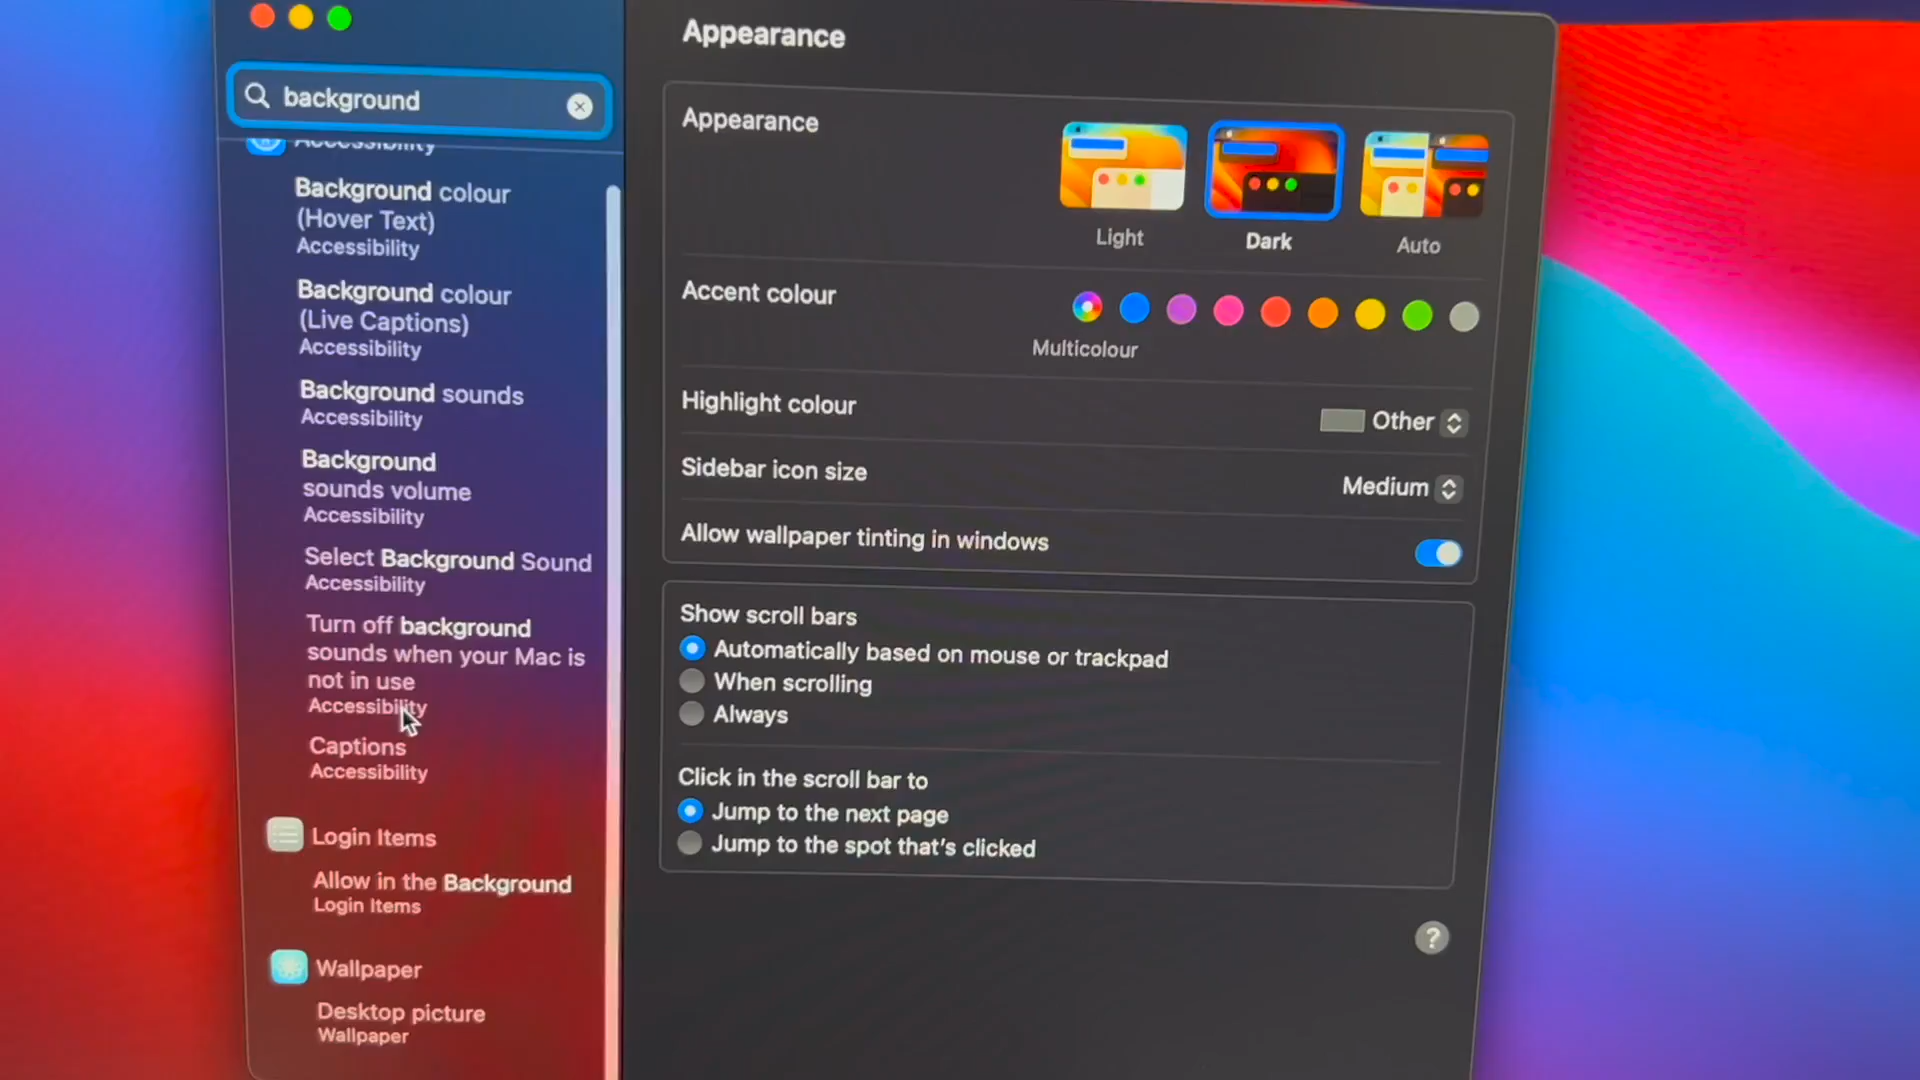 background
Accessibility
Background colour
(Hover Text)
Accessibility
Background colour
(Live Captions)
Accessibility
Background sounds
Accessibility
Background
sounds volume
Accessibility
Select Background Sound
Accessibility
Turn off background
sounds when your Mac is
not in use
Accessibility
Captions
Accessibility
Login Items
Allow in the Background
Login Items
Wallpaper
Desktop picture
Wallpaper
Appearance
Appearance
Light
Dark
Auto
Accent colour
Multicolour
Highlight colour
Other
Sidebar icon size
Medium
Allow wallpaper tinting in windows
Show scroll bars
Automatically based on mouse or trackpad
When scrolling
Always
Click in the scroll bar to
Jump to the next page
Jump to the spot that's clicked
?